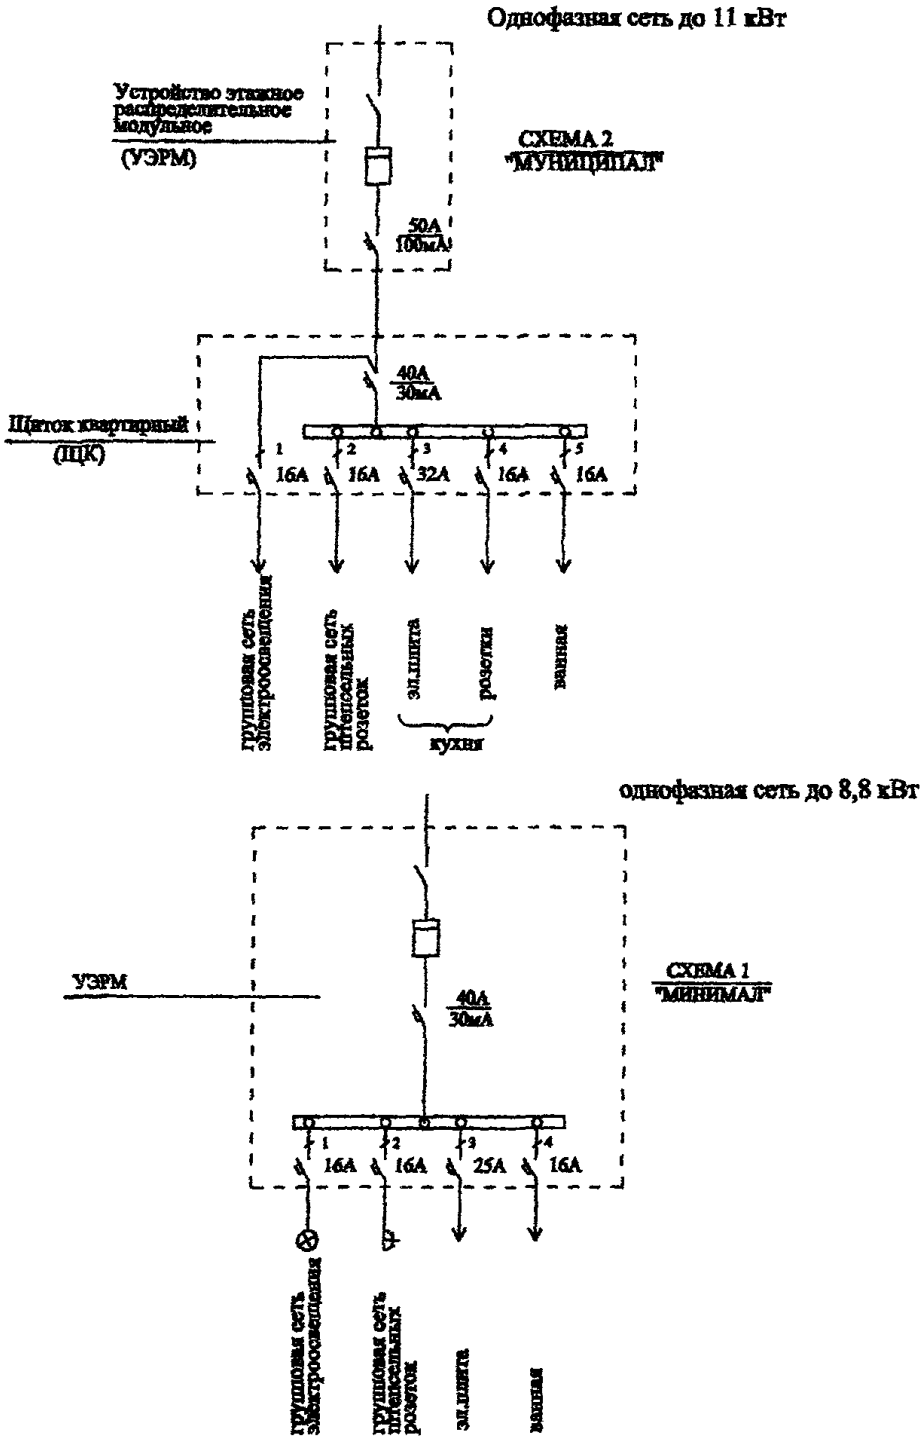 Однофазная сеть до 11 кВт
Устройство этажное
распределительное
модульное
(УЭРМ)
СХЕМА 2
"МУНИЦИПАЛ"
50А
100мА
40А
30мА
Щиток квартирный
(ЩК)
1 2 3 4 5
16А 16А 32А 16А 16А
групповая сеть
электроосвещения
групповая сеть
штепсельных
розеток
эл.плита
розетки
ванная
кухня
однофазная сеть до 8,8 кВт
УЭРМ
СХЕМА 1
"МИНИМАЛ"
40А
30мА
1 2 3 4
16А 16А 25А 16А
групповая сеть
электроосвещения
групповая сеть
штепсельных
розеток
эл.плита
ванная